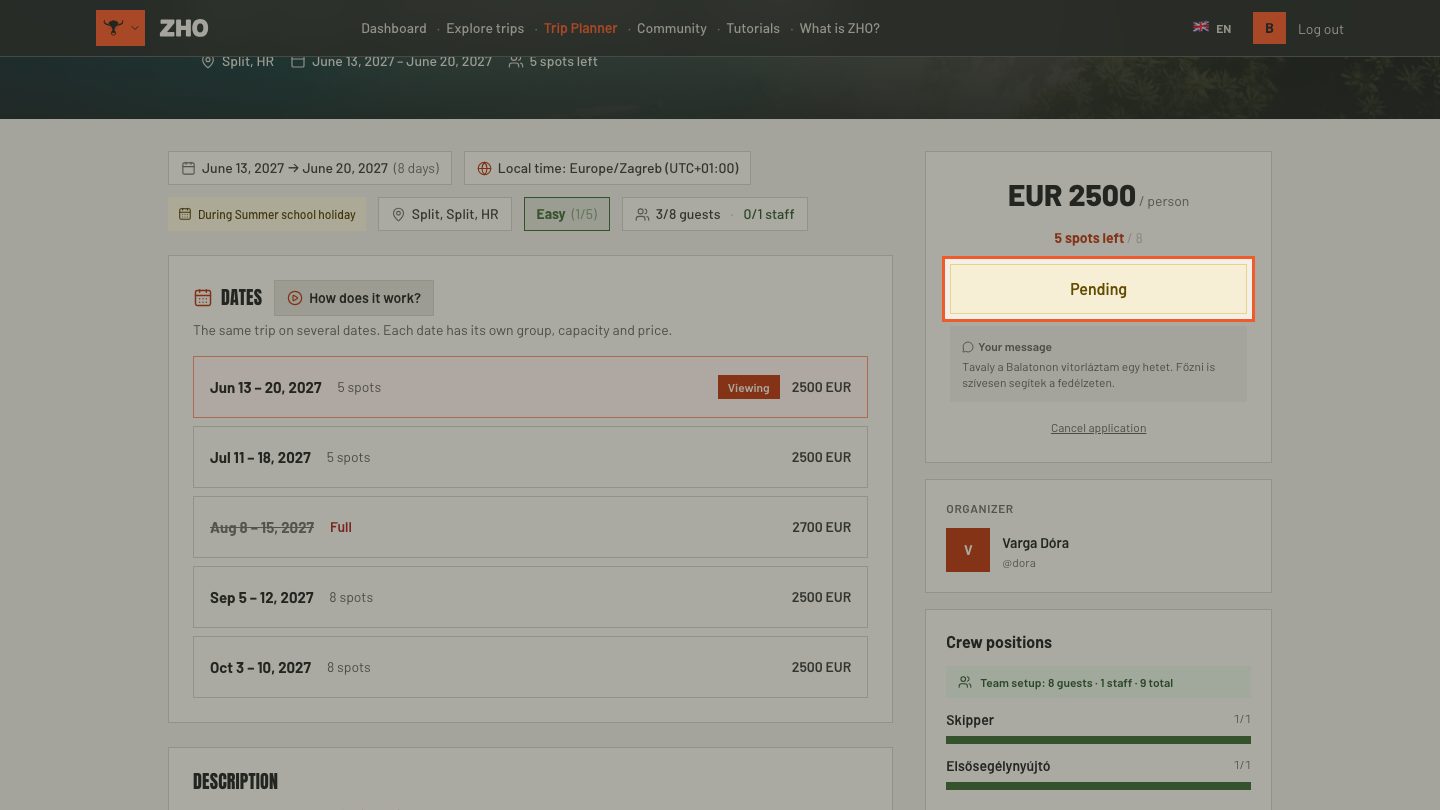 ZHO
Dashboard · Explore trips · Trip Planner · Community · Tutorials · What is ZHO?
EN
B
Log out
Split, HR
June 13, 2027 – June 20, 2027
5 spots left
June 13, 2027 → June 20, 2027 (8 days)
Local time: Europe/Zagreb (UTC+01:00)
During Summer school holiday
Split, Split, HR
Easy (1/5)
3/8 guests · 0/1 staff
DATES
How does it work?
The same trip on several dates. Each date has its own group, capacity and price.
Jun 13 – 20, 2027 5 spots Viewing 2500 EUR
Jul 11 – 18, 2027 5 spots 2500 EUR
Aug 8 – 15, 2027 Full 2700 EUR
Sep 5 – 12, 2027 8 spots 2500 EUR
Oct 3 – 10, 2027 8 spots 2500 EUR
DESCRIPTION
EUR 2500 / person
5 spots left / 8
Pending
Your message
Tavaly a Balatonon vitorláztam egy hetet. Főzni is
szívesen segítek a fedélzeten.
Cancel application
ORGANIZER
V
Varga Dóra
@dora
Crew positions
Team setup: 8 guests · 1 staff · 9 total
Skipper 1/1
Elsősegélynyújtó 1/1